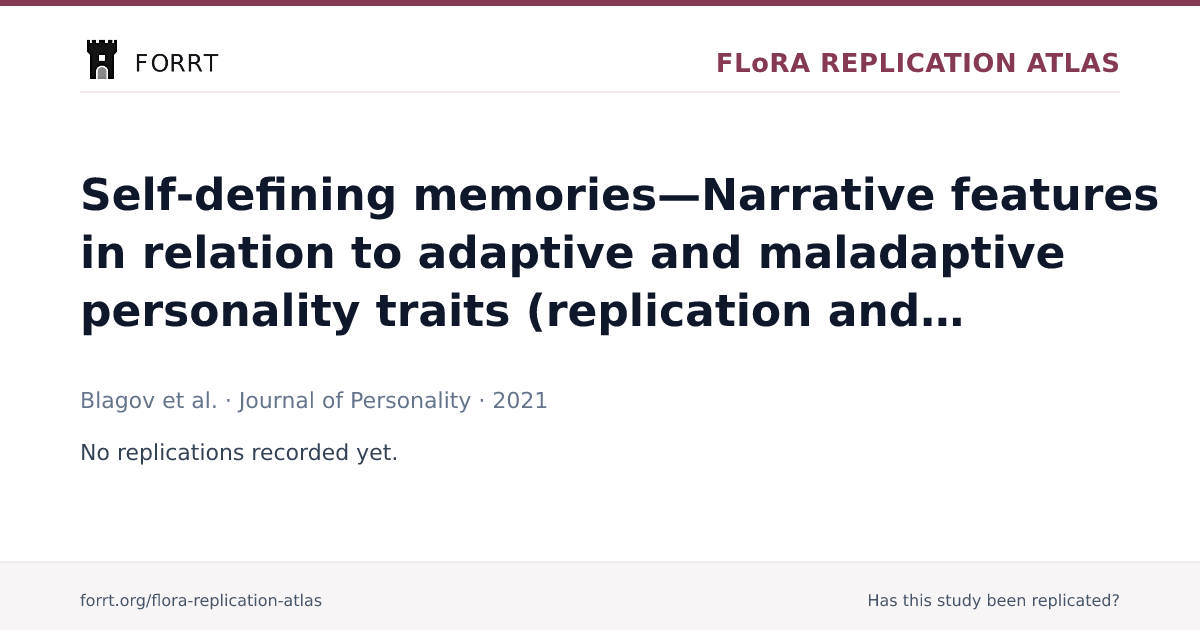 FORRT
FLoRA REPLICATION ATLAS
Self-defining memories—Narrative features
in relation to adaptive and maladaptive
personality traits (replication and…
Blagov et al. · Journal of Personality · 2021
No replications recorded yet.
forrt.org/flora-replication-atlas
Has this study been replicated?